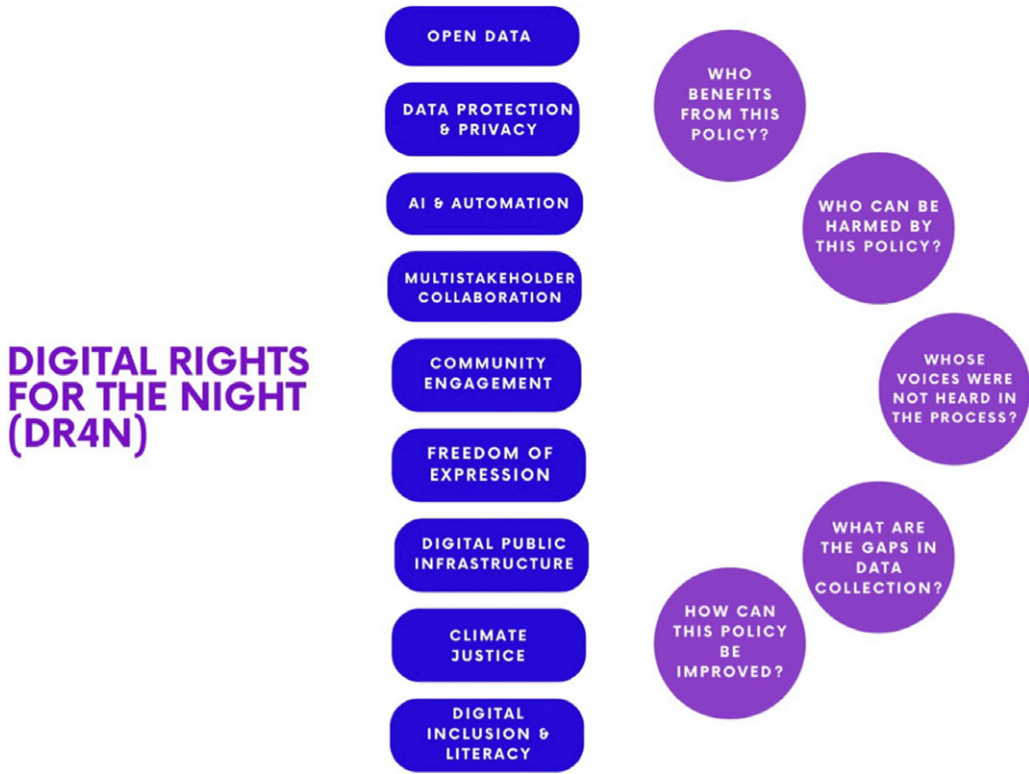 DIGITAL RIGHTS
FOR THE NIGHT
(DR4N)
OPEN DATA
DATA PROTECTION
& PRIVACY
AI & AUTOMATION
MULTISTAKEHOLDER
COLLABORATION
COMMUNITY
ENGAGEMENT
FREEDOM OF
EXPRESSION
DIGITAL PUBLIC
INFRASTRUCTURE
CLIMATE
JUSTICE
DIGITAL
INCLUSION &
LITERACY
WHO
BENEFITS
FROM THIS
POLICY?
WHO CAN BE
HARMED BY
THIS POLICY?
WHOSE
VOICES WERE
NOT HEARD IN
THE PROCESS?
WHAT ARE
THE GAPS IN
DATA
COLLECTION?
HOW CAN
THIS POLICY
BE
IMPROVED?